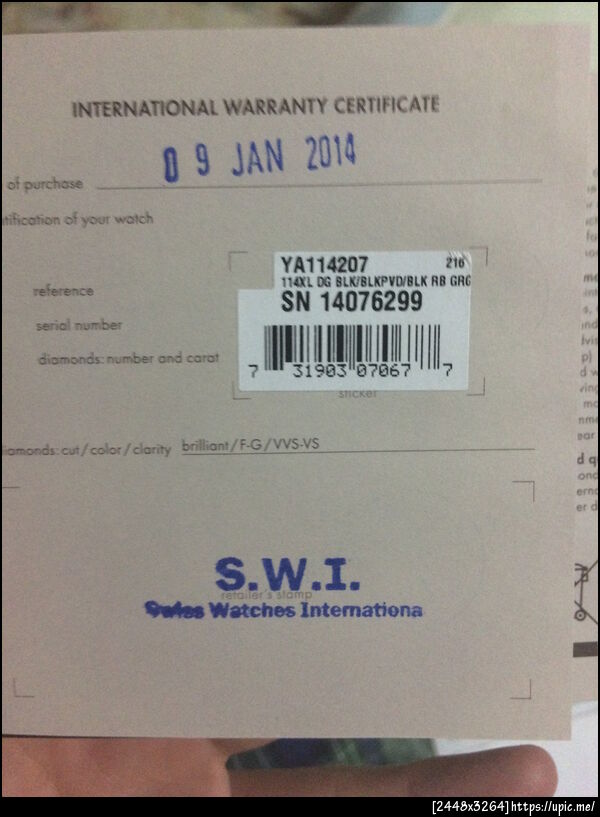 INTERNATIONAL WARRANTY CERTIFICATE
09 JAN 2014
of purchase
tification of your watch
YA114207 216
114XL DG BLK/BLKPVD/BLK RB GRG
reference
SN 14076299
serial number
diamonds: number and carat
7 31903 07067 7
sticker
iamonds: cut / color / clarity brilliant / F-G / VVS-VS
S.W.I.
retailer's stamp
Swiss Watches Internationa
[2448x3264] https://upic.me/